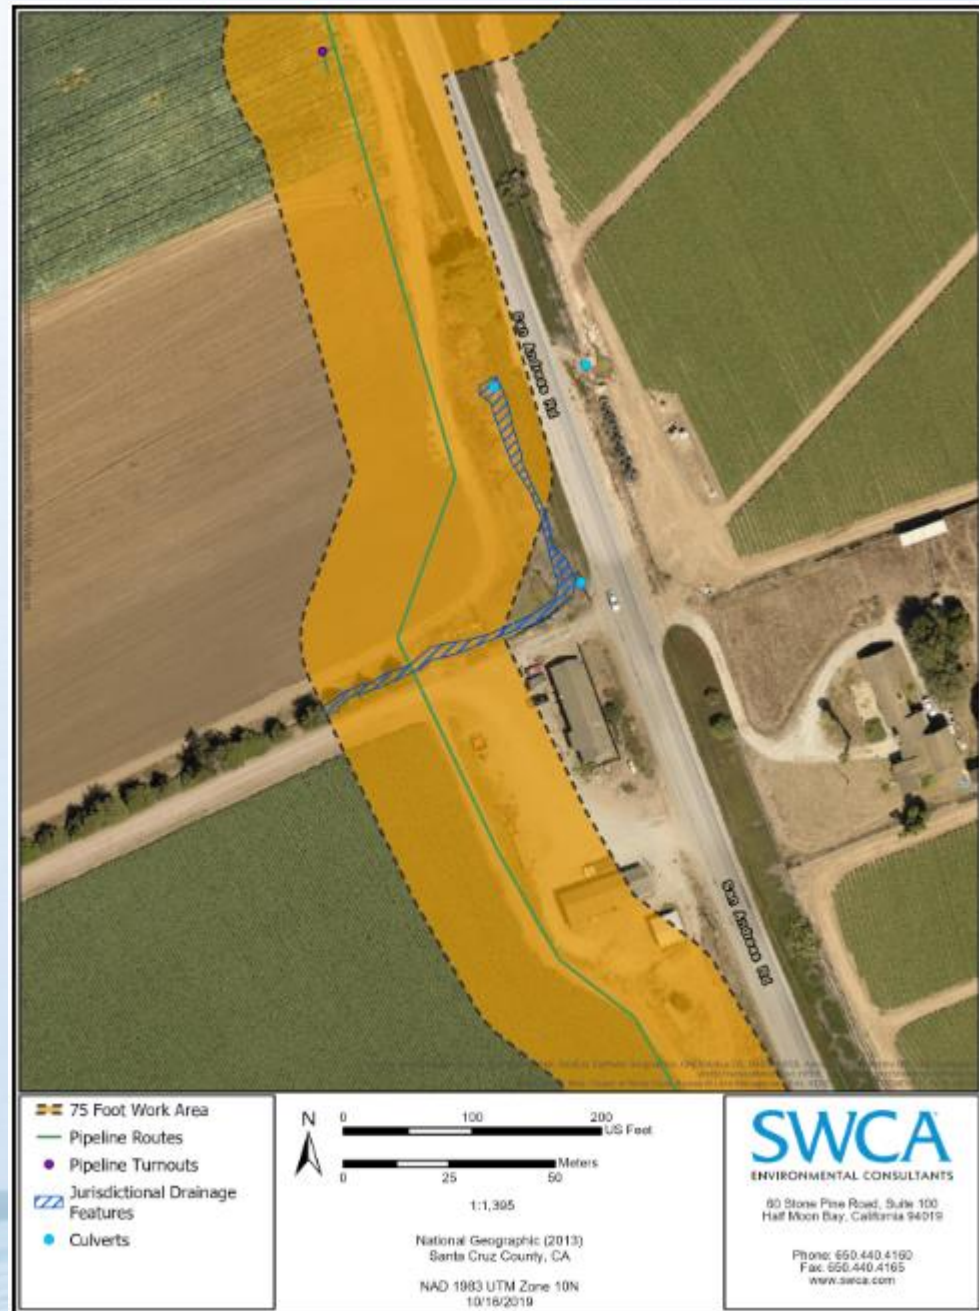 San Andreas Rd
San Andreas Rd
75 Foot Work Area
Pipeline Routes
Pipeline Turnouts
Jurisdictional Drainage
Features
Culverts
N
0 100 200
US Feet
Meters
0 25 50
1:1,395
National Geographic (2013)
Santa Cruz County, CA
NAD 1983 UTM Zone 10N
10/16/2019
SWCA
ENVIRONMENTAL CONSULTANTS
60 Stone Pine Road, Suite 100
Half Moon Bay, California 94019
Phone: 650.440.4160
Fax: 650.440.4165
www.swca.com